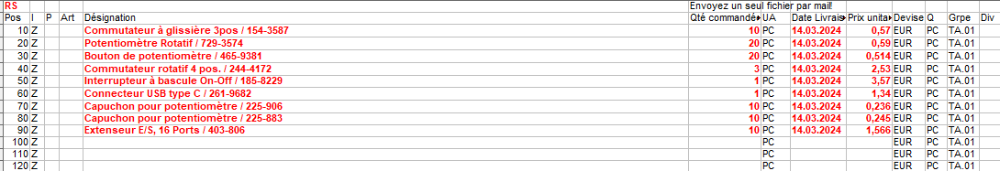 RS Envoyez un seul fichier par mail!
Pos I P Art Désignation Qté commandé UA Date Livrais Prix unita Devise Q Grpe Div
10 Z Commutateur à glissière 3pos / 154-3587 10 PC 14.03.2024 0,57 EUR PC TA.01
20 Z Potentiomètre Rotatif / 729-3574 20 PC 14.03.2024 0,59 EUR PC TA.01
30 Z Bouton de potentiomètre / 465-9381 20 PC 14.03.2024 0,514 EUR PC TA.01
40 Z Commutateur rotatif 4 pos. / 244-4172 3 PC 14.03.2024 2,53 EUR PC TA.01
50 Z Interrupteur à bascule On-Off / 185-8229 1 PC 14.03.2024 3,57 EUR PC TA.01
60 Z Connecteur USB type C / 261-9682 1 PC 14.03.2024 1,34 EUR PC TA.01
70 Z Capuchon pour potentiomètre / 225-906 10 PC 14.03.2024 0,236 EUR PC TA.01
80 Z Capuchon pour potentiomètre / 225-883 10 PC 14.03.2024 0,245 EUR PC TA.01
90 Z Extenseur E/S, 16 Ports / 403-806 10 PC 14.03.2024 1,566 EUR PC TA.01
100 Z PC EUR PC TA.01
110 Z PC EUR PC TA.01
120 Z PC EUR PC TA.01